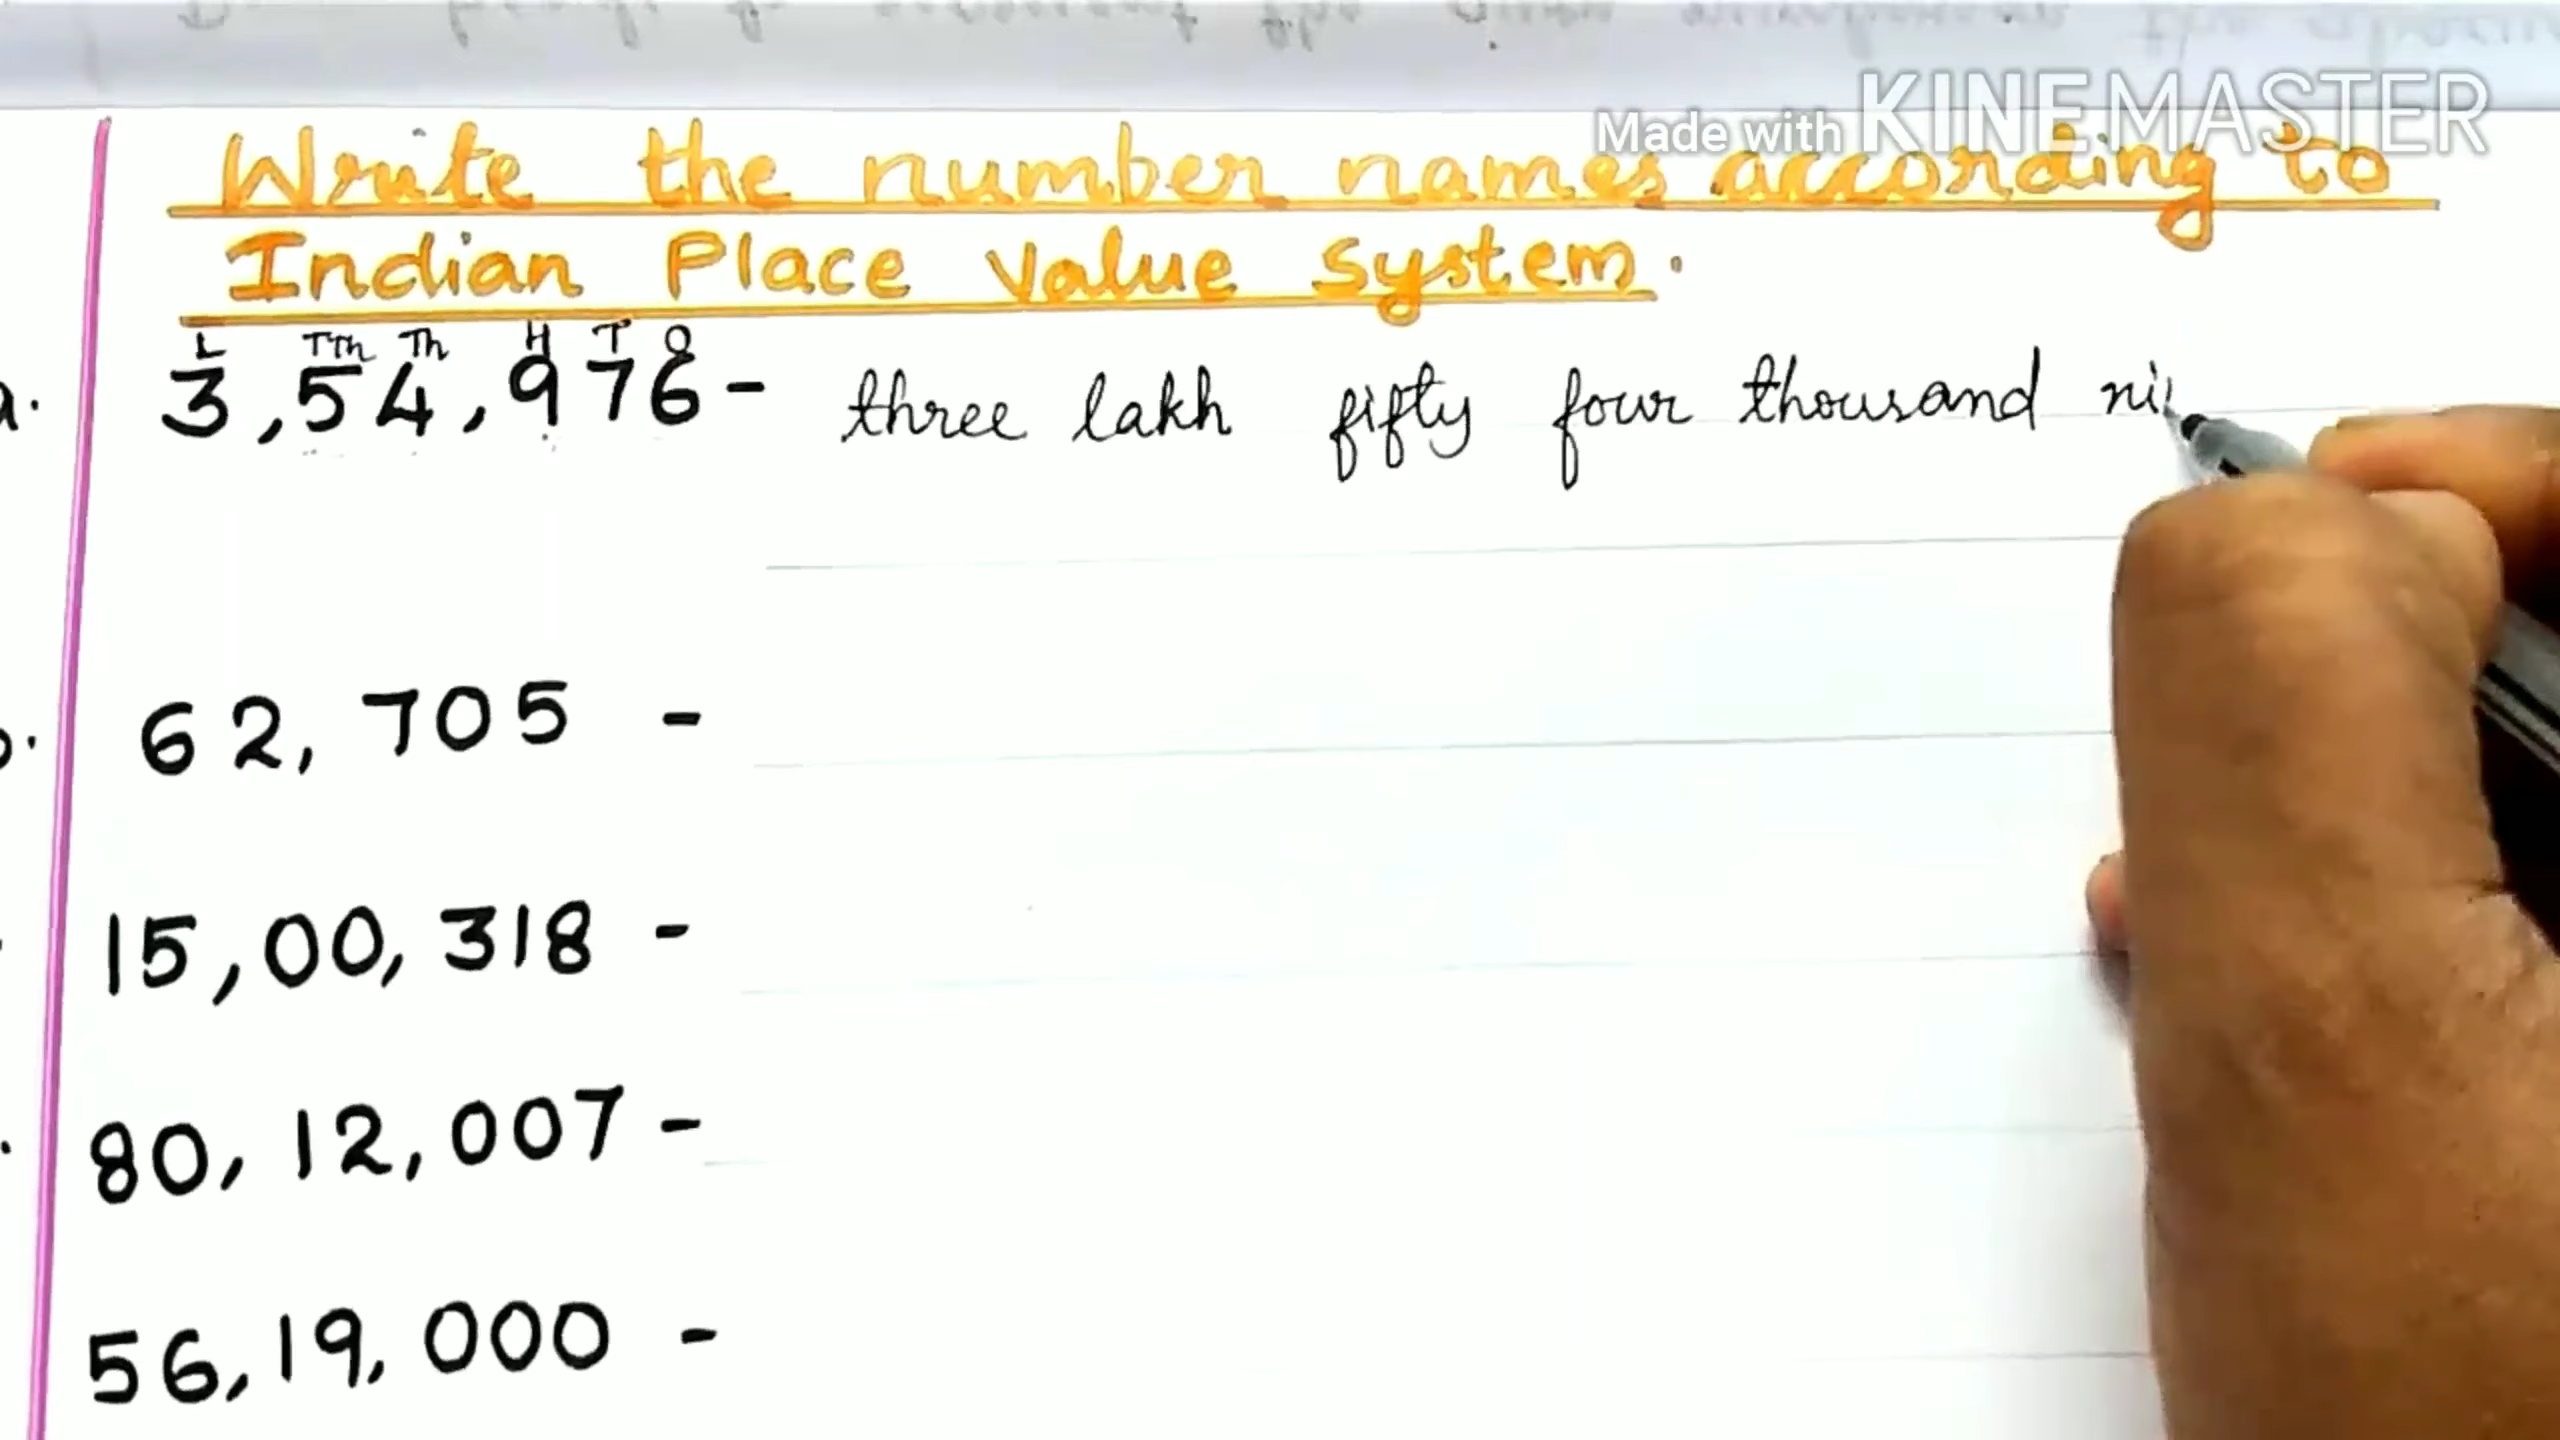 Made with KINEMASTER
Write the number names according to
Indian Place value system.
L TTh Th H T O
a. 3,54,976 - three lakh fifty four thousand ni
b. 62,705 -
15,00,318 -
80,12,007 -
56,19,000 -